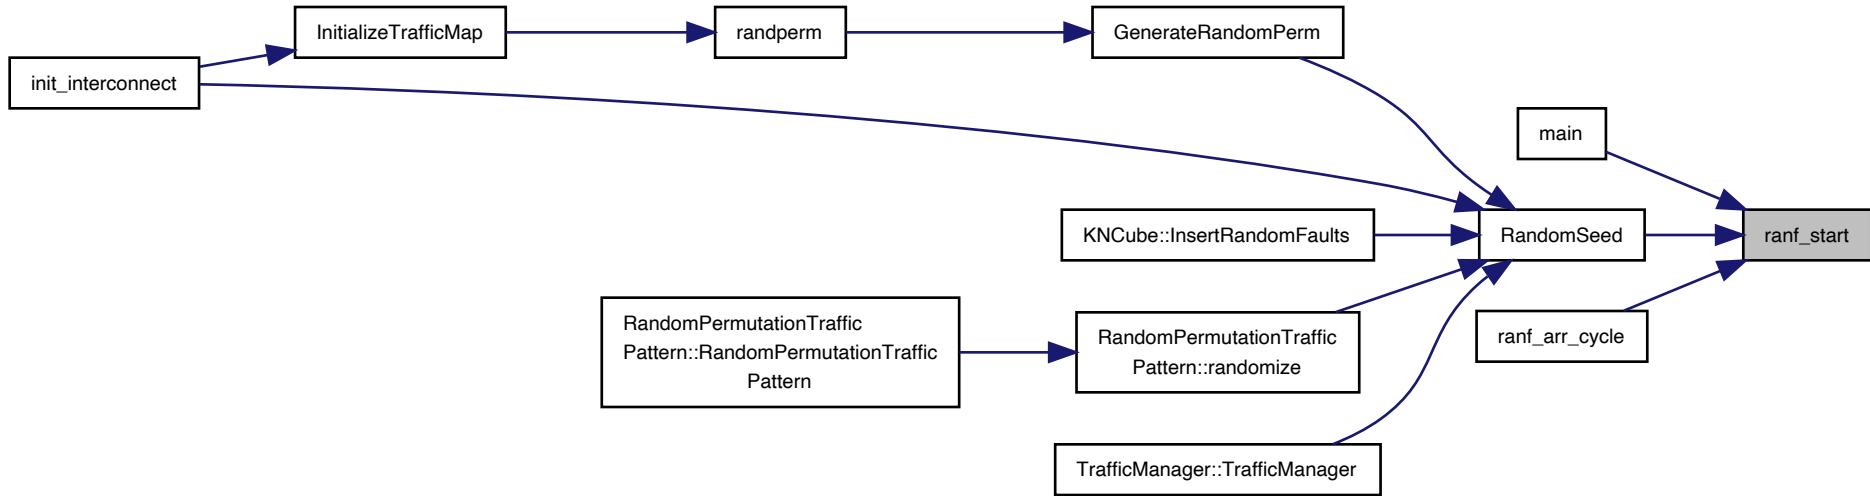 InitializeTrafficMap
randperm
GenerateRandomPerm
init_interconnect
main
KNCube::InsertRandomFaults
RandomSeed
ranf_start
RandomPermutationTraffic
Pattern::RandomPermutationTraffic
Pattern
RandomPermutationTraffic
Pattern::randomize
ranf_arr_cycle
TrafficManager::TrafficManager